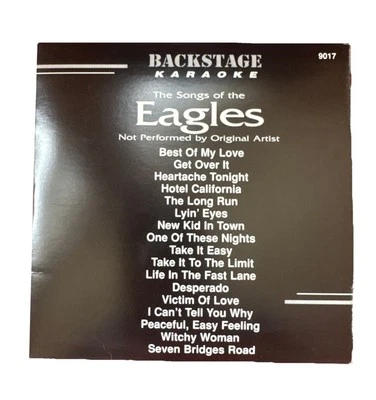 BACKSTAGE
KARAOKE
9017
The Songs of the
Eagles
Not Performed by Original Artist
Best Of My Love
Get Over It
Heartache Tonight
Hotel California
The Long Run
Lyin' Eyes
New Kid In Town
One Of These Nights
Take It Easy
Take It To The Limit
Life In The Fast Lane
Desperado
Victim Of Love
I Can't Tell You Why
Peaceful, Easy Feeling
Witchy Woman
Seven Bridges Road